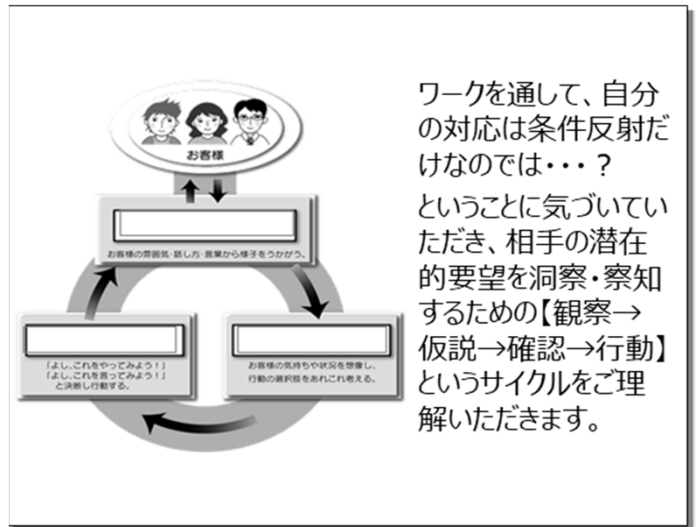 お客様
お客様の雰囲気・話し方・言葉から様子をうかがう。
「よし、これをやってみよう！」
「よし、これを言ってみよう！」
と決断し行動する。
お客様の気持ちや状況を想像し、
行動の選択肢をあれこれ考える。
ワークを通して、自分
の対応は条件反射だ
けなのでは・・・？
ということに気づいてい
ただき、相手の潜在
的要望を洞察・察知
するための【観察→
仮説→確認→行動】
というサイクルをご理
解いただきます。